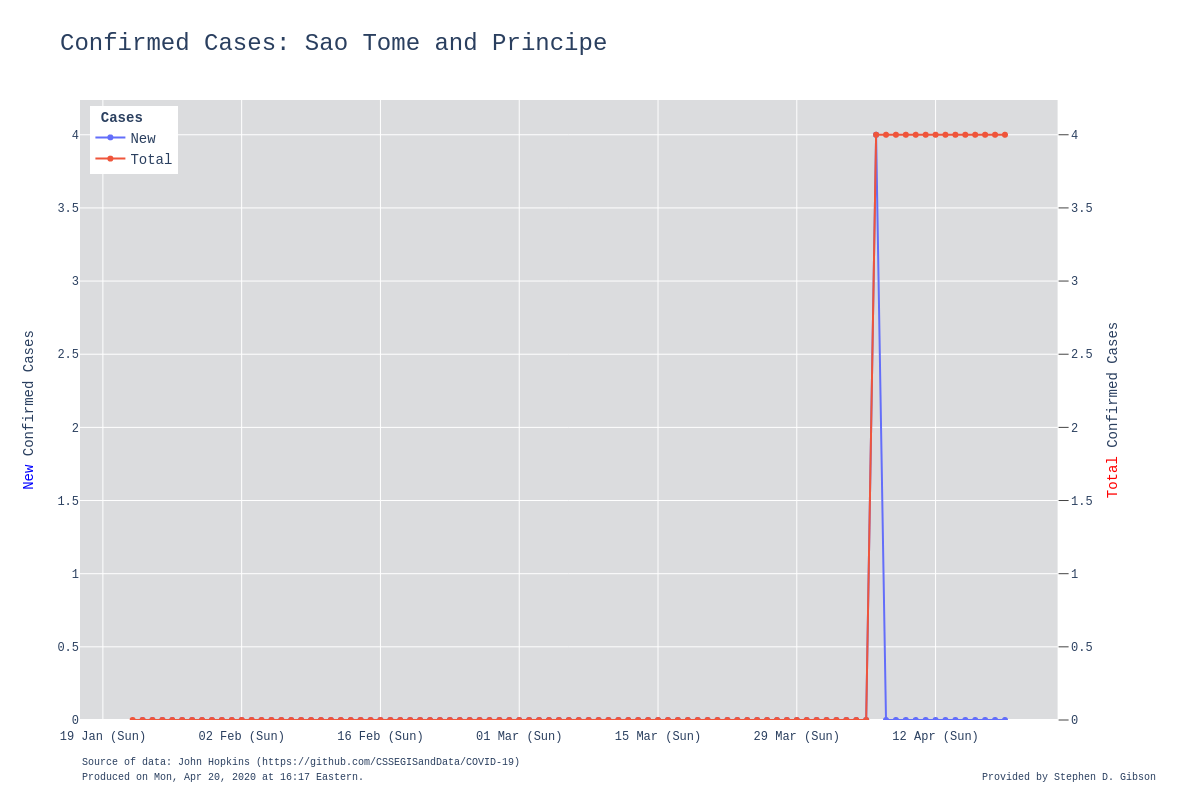 Confirmed Cases: Sao Tome and Principe
Cases
New
Total
4
3.5
3
2.5
2
1.5
1
0.5
0
4
3.5
3
2.5
2
1.5
1
0.5
0
New Confirmed Cases
Total Confirmed Cases
19 Jan (Sun)
02 Feb (Sun)
16 Feb (Sun)
01 Mar (Sun)
15 Mar (Sun)
29 Mar (Sun)
12 Apr (Sun)
Source of data: John Hopkins (https://github.com/CSSEGISandData/COVID-19)
Produced on Mon, Apr 20, 2020 at 16:17 Eastern.
Provided by Stephen D. Gibson